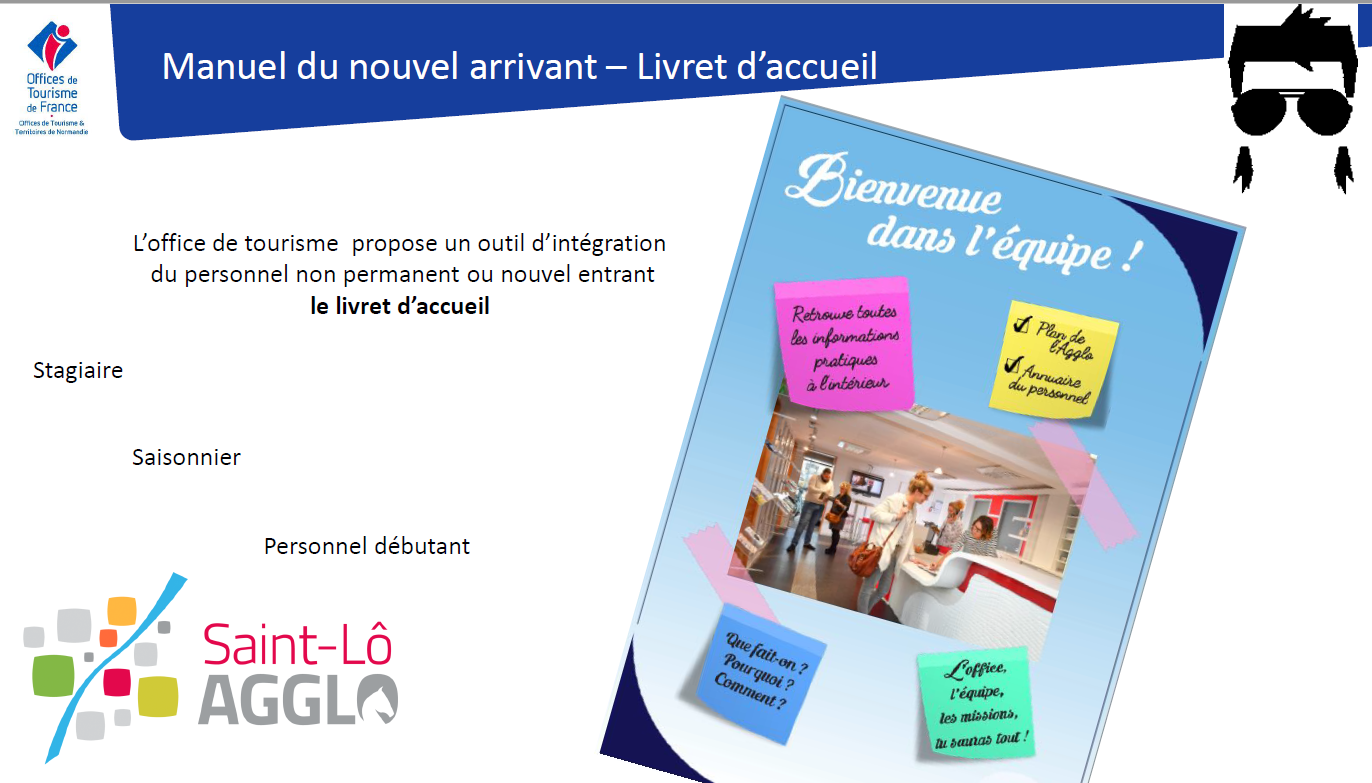 Offices de
Tourisme
de France
Offices de Tourisme &
Territoires de Normandie
Manuel du nouvel arrivant – Livret d'accueil
L'office de tourisme propose un outil d'intégration
du personnel non permanent ou nouvel entrant
le livret d'accueil
Stagiaire
Saisonnier
Personnel débutant
Saint-Lô
AGGLO
Bienvenue
dans l'équipe !
Retrouve toutes
les informations
pratiques
à l'intérieur
Plan de
l'Agglo
Annuaire
du personnel
Que fait-on ?
Pourquoi ?
Comment ?
L'office,
l'équipe,
les missions,
tu sauras tout !